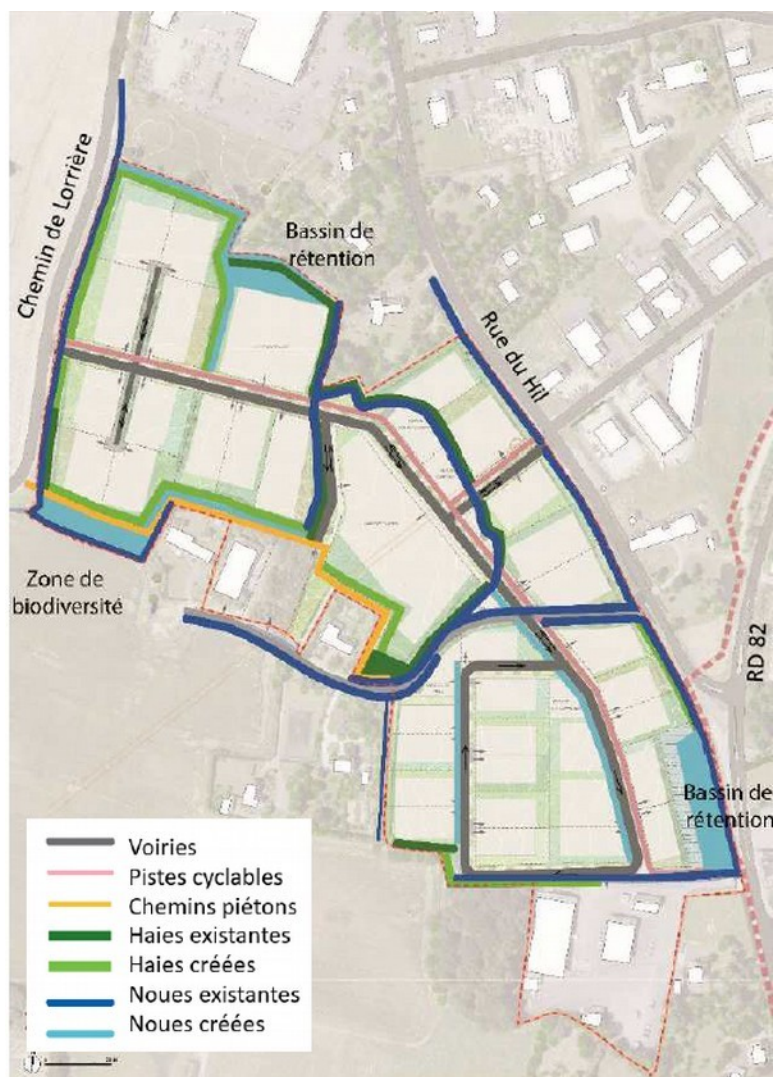 Chemin de Lorrière
Bassin de
rétention
Rue du Hil
Zone de
biodiversité
RD 82
Bassin de
rétention
Voiries
Pistes cyclables
Chemins piétons
Haies existantes
Haies créées
Noues existantes
Noues créées